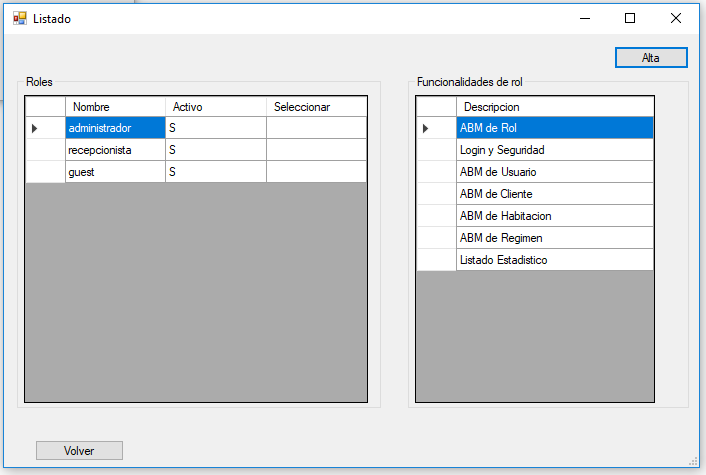 Listado
Alta
Roles
Nombre Activo Seleccionar
administrador S
recepcionista S
guest S
Funcionalidades de rol
Descripcion
ABM de Rol
Login y Seguridad
ABM de Usuario
ABM de Cliente
ABM de Habitacion
ABM de Regimen
Listado Estadistico
Volver